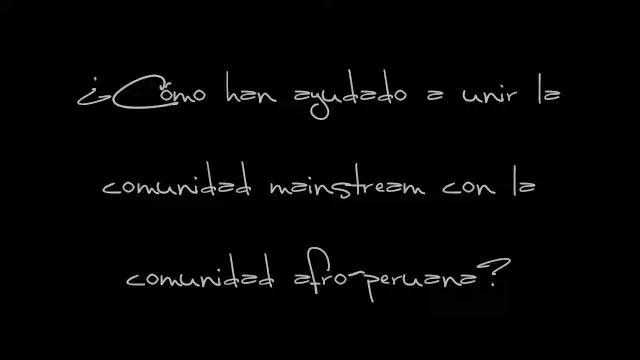 ¿Cómo han ayudado a unir la
comunidad mainstream con la
comunidad afro-peruana?